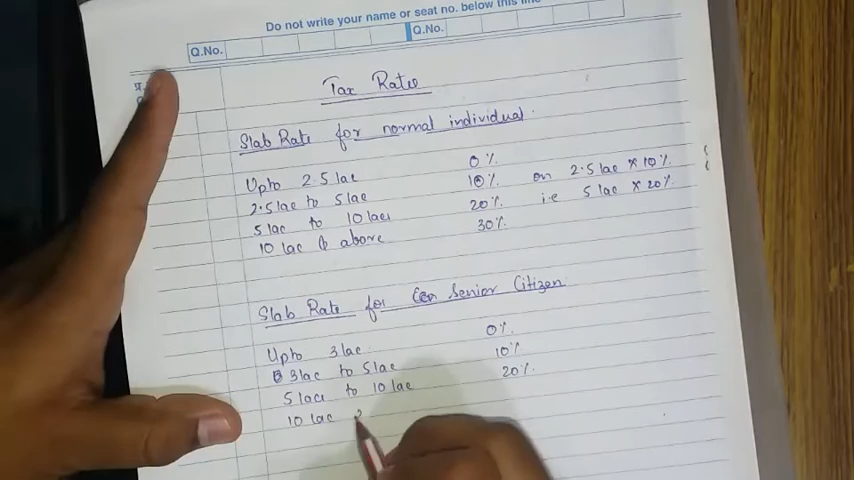 Do not write your name or seat no. below this line
Q.No. Q.No.
प्र
Tax Rates
Slab Rate for normal individual
Upto 2.5 lac 0%
2.5 lac to 5 lac 10% on 2.5 lac × 10%
5 lac to 10 lacs 20% i.e 5 lac × 20%
10 lac & above 30%
Slab Rate for Senior Citizen
Upto 3 lac 0%
3 lac to 5 lac 10%
5 lacs to 10 lac 20%
10 lac